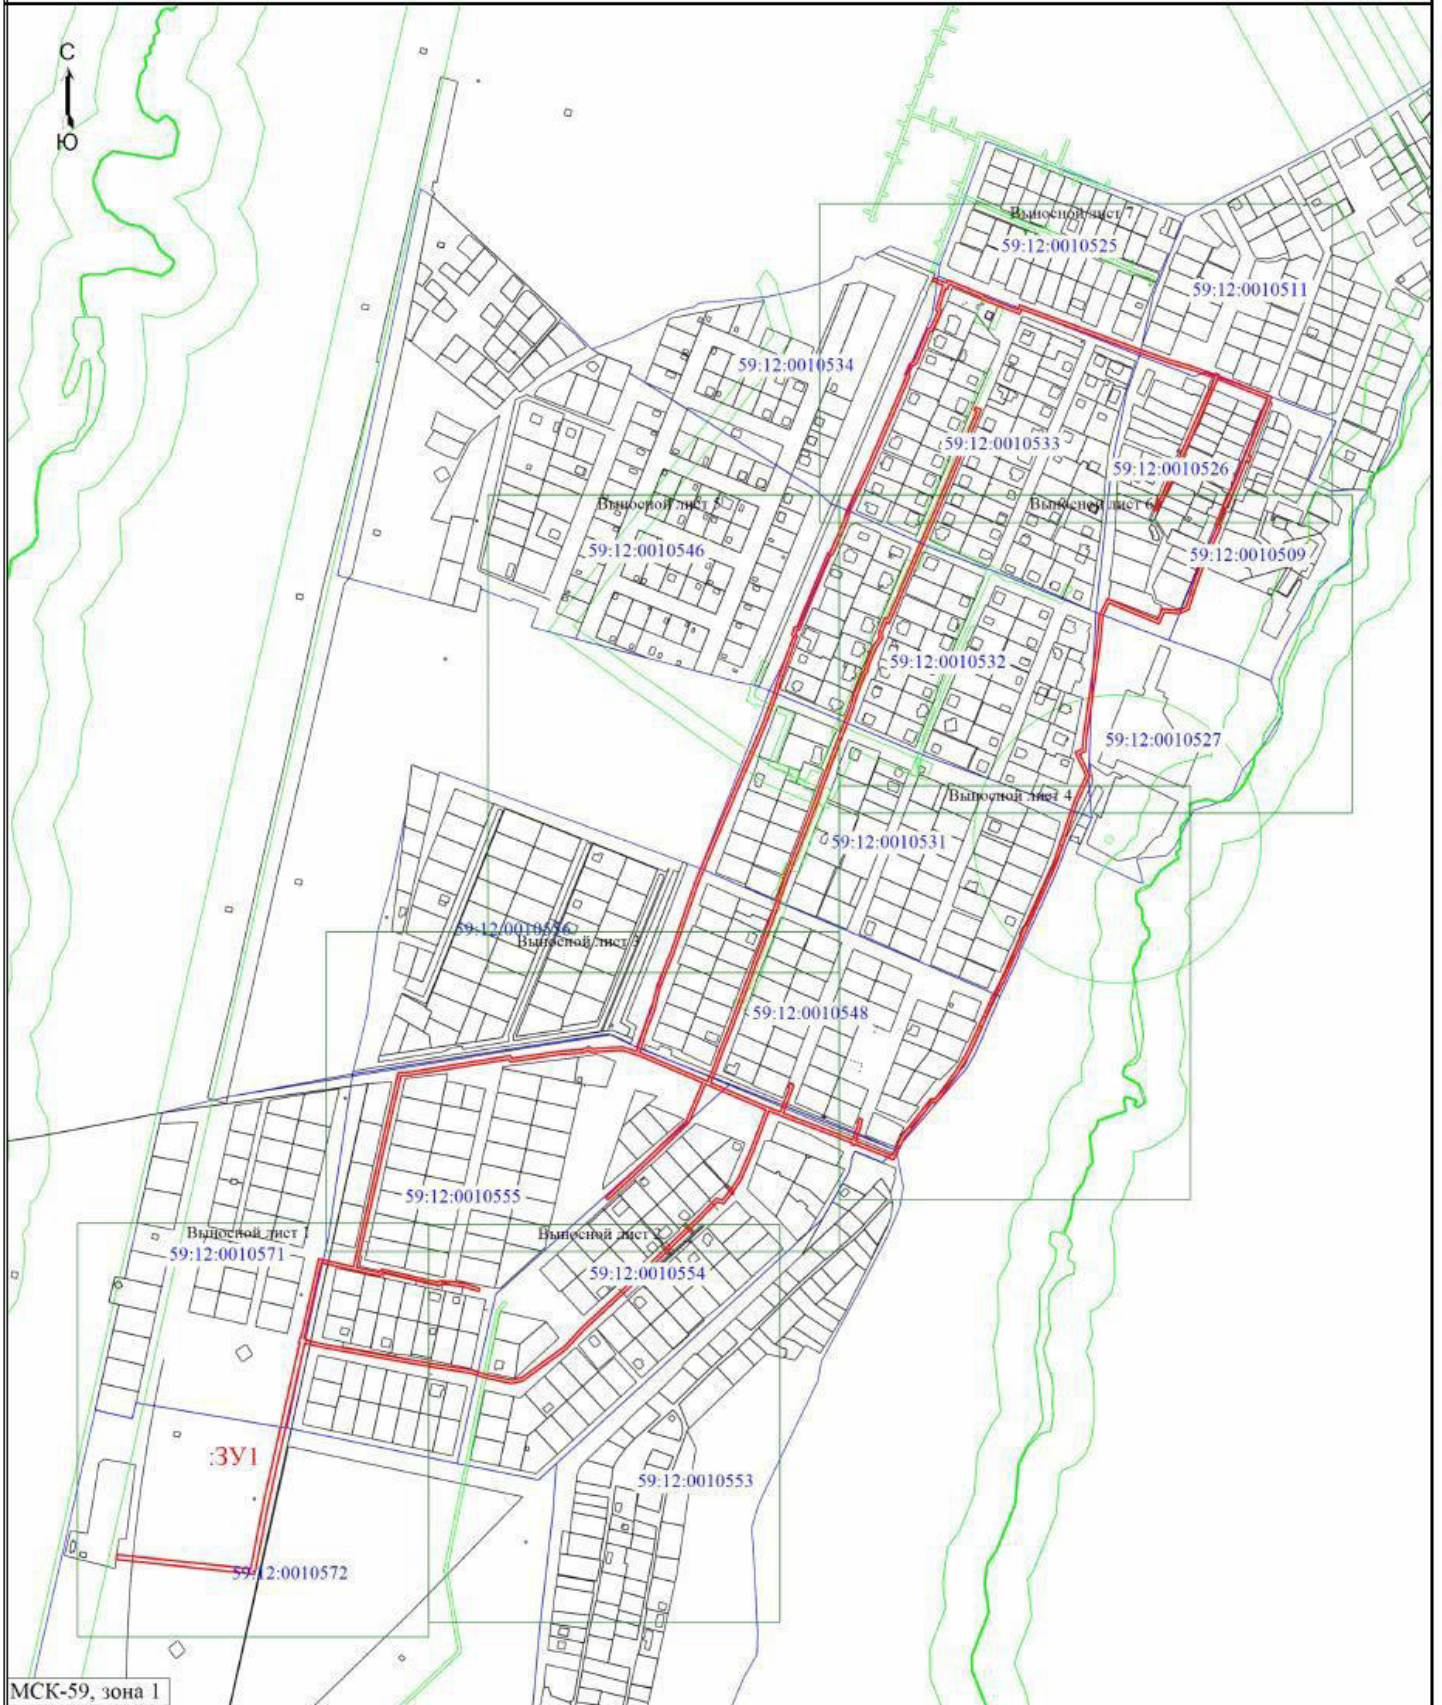 С
Ю
Выносной лист 7
59:12:0010525
59:12:0010511
59:12:0010534
59:12:0010533
59:12:0010526
Выносной лист 5
Выносной лист 6
59:12:0010546
59:12:0010509
59:12:0010532
59:12:0010527
Выносной лист 4
59:12:0010531
59:12:0010556
Выносной лист 3
59:12:0010548
59:12:0010555
Выносной лист 1
Выносной лист 2
59:12:0010571
59:12:0010554
:ЗУ1
59:12:0010553
59:12:0010572
МСК-59, зона 1